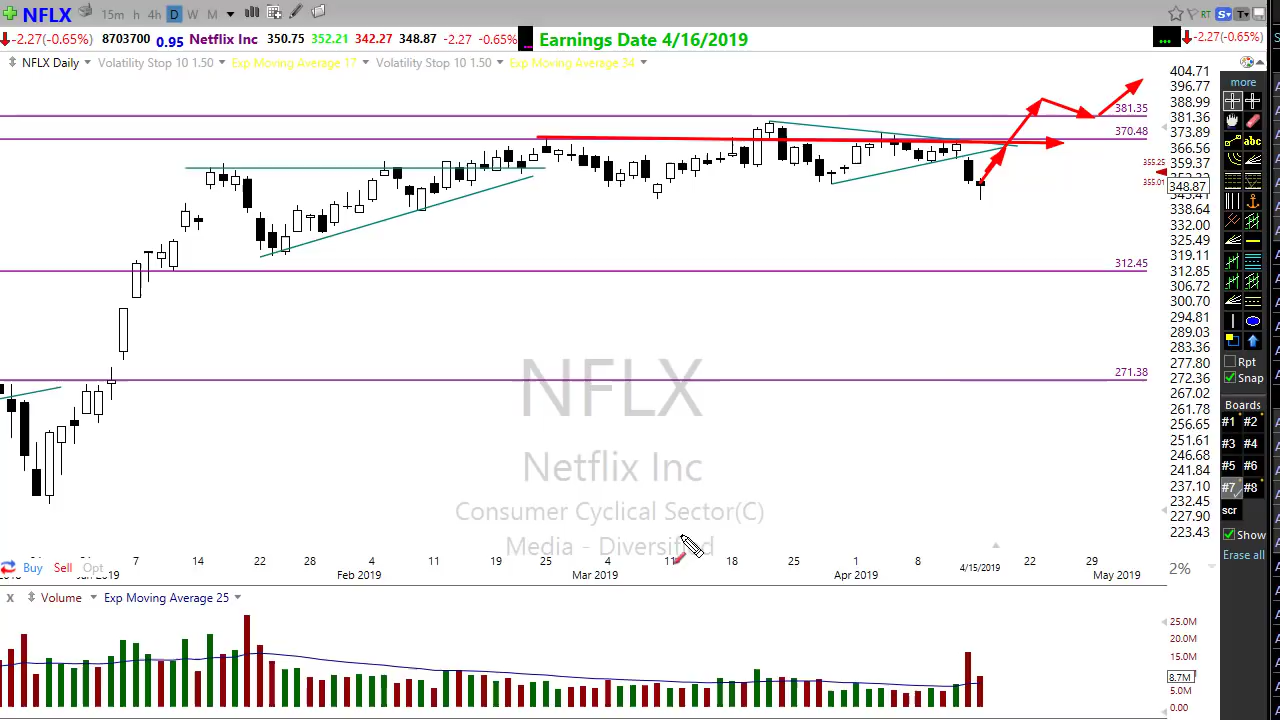 NFLX 15m h 4h D W M RT S T
-2.27(-0.65%) 8703700 0.95 Netflix Inc 350.75 352.21 342.27 348.87 -2.27 -0.65% ... Earnings Date 4/16/2019 ... -2.27(-0.65%)
NFLX Daily Volatility Stop 10 1.50 Exp Moving Average 17 Volatility Stop 10 1.50 Exp Moving Average 34
404.71
396.77
388.99
381.35
381.36
370.48
373.89
366.56
359.37
355.25
355.01
348.87
338.64
332.00
325.49
319.11
312.45
312.85
306.72
300.70
294.81
289.03
283.36
277.80
271.38
272.36
267.02
261.78
256.65
251.61
246.68
241.84
237.10
232.45
227.90
223.43
more
abc
Rpt
Snap
Boards
#1 #2
#3 #4
#5 #6
#7 #8
scr
Show
Erase all
NFLX
Netflix Inc
Consumer Cyclical Sector(C)
Media - Diversified
7 14 22 28 4 11 19 25 4 11 18 25 1 8 22 29
Buy Sell Opt
Feb 2019 Mar 2019 Apr 2019 4/15/2019 May 2019
2%
X Volume Exp Moving Average 25
25.0M
20.0M
15.0M
8.7M
5.0M
0.00